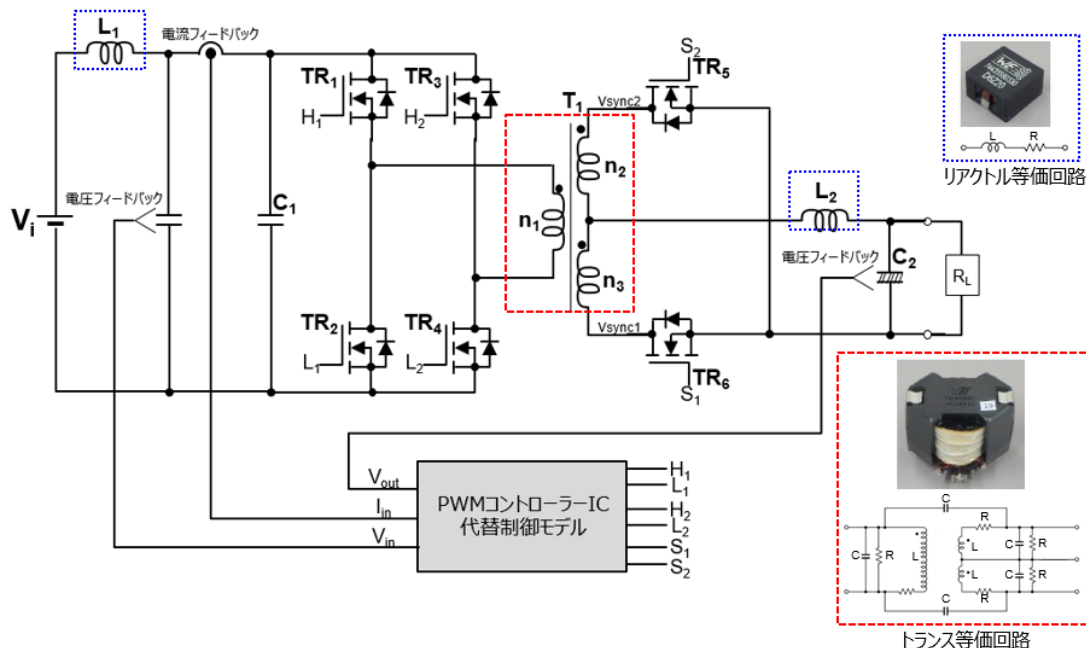 L1
電流フィードバック
TR1
TR3
H1
H2
S2
TR5
T1
Vsync2
n2
n1
n3
Vsync1
S1
TR6
電圧フィードバック
Vi
C1
TR2
TR4
L1
L2
L2
電圧フィードバック
C2
RL
L
R
リアクトル等価回路
Vout
Iin
Vin
PWMコントローラーIC
代替制御モデル
H1
L1
H2
L2
S1
S2
C
C
R
L
R
L
C
R
L
C
R
R
C
トランス等価回路